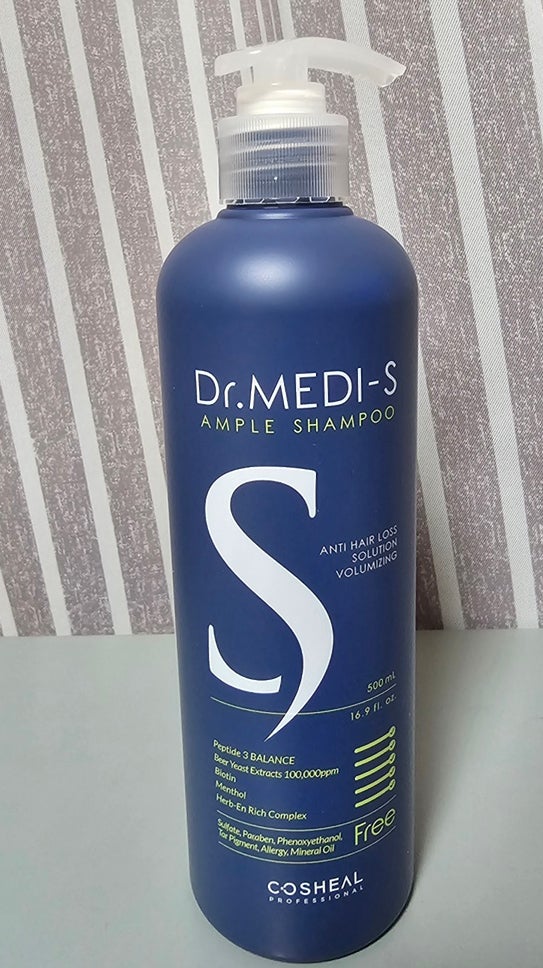 Dr.MEDI-S
AMPLE SHAMPOO
S
ANTI HAIR LOSS
SOLUTION
VOLUMIZING
500 mL
16.9 fl. oz.
Peptide 3 BALANCE
Beer Yeast Extracts 100,000ppm
Biotin
Menthol
Herb-En Rich Complex
Sulfate, Paraben, Phenoxyethanol,
Tar Pigment, Allergy, Mineral Oil
Free
COSHEAL
PROFESSIONAL